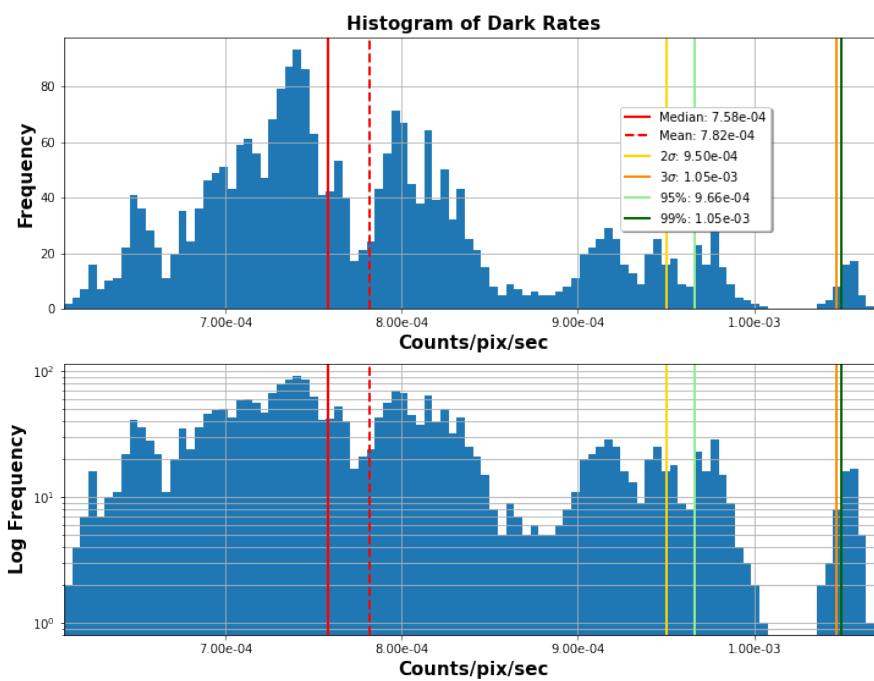 Histogram of Dark Rates
Frequency
80
60
40
20
0
Median: 7.58e-04
Mean: 7.82e-04
2σ: 9.50e-04
3σ: 1.05e-03
95%: 9.66e-04
99%: 1.05e-03
7.00e-04 8.00e-04 9.00e-04 1.00e-03
Counts/pix/sec
Log Frequency
10²
10¹
10⁰
7.00e-04 8.00e-04 9.00e-04 1.00e-03
Counts/pix/sec